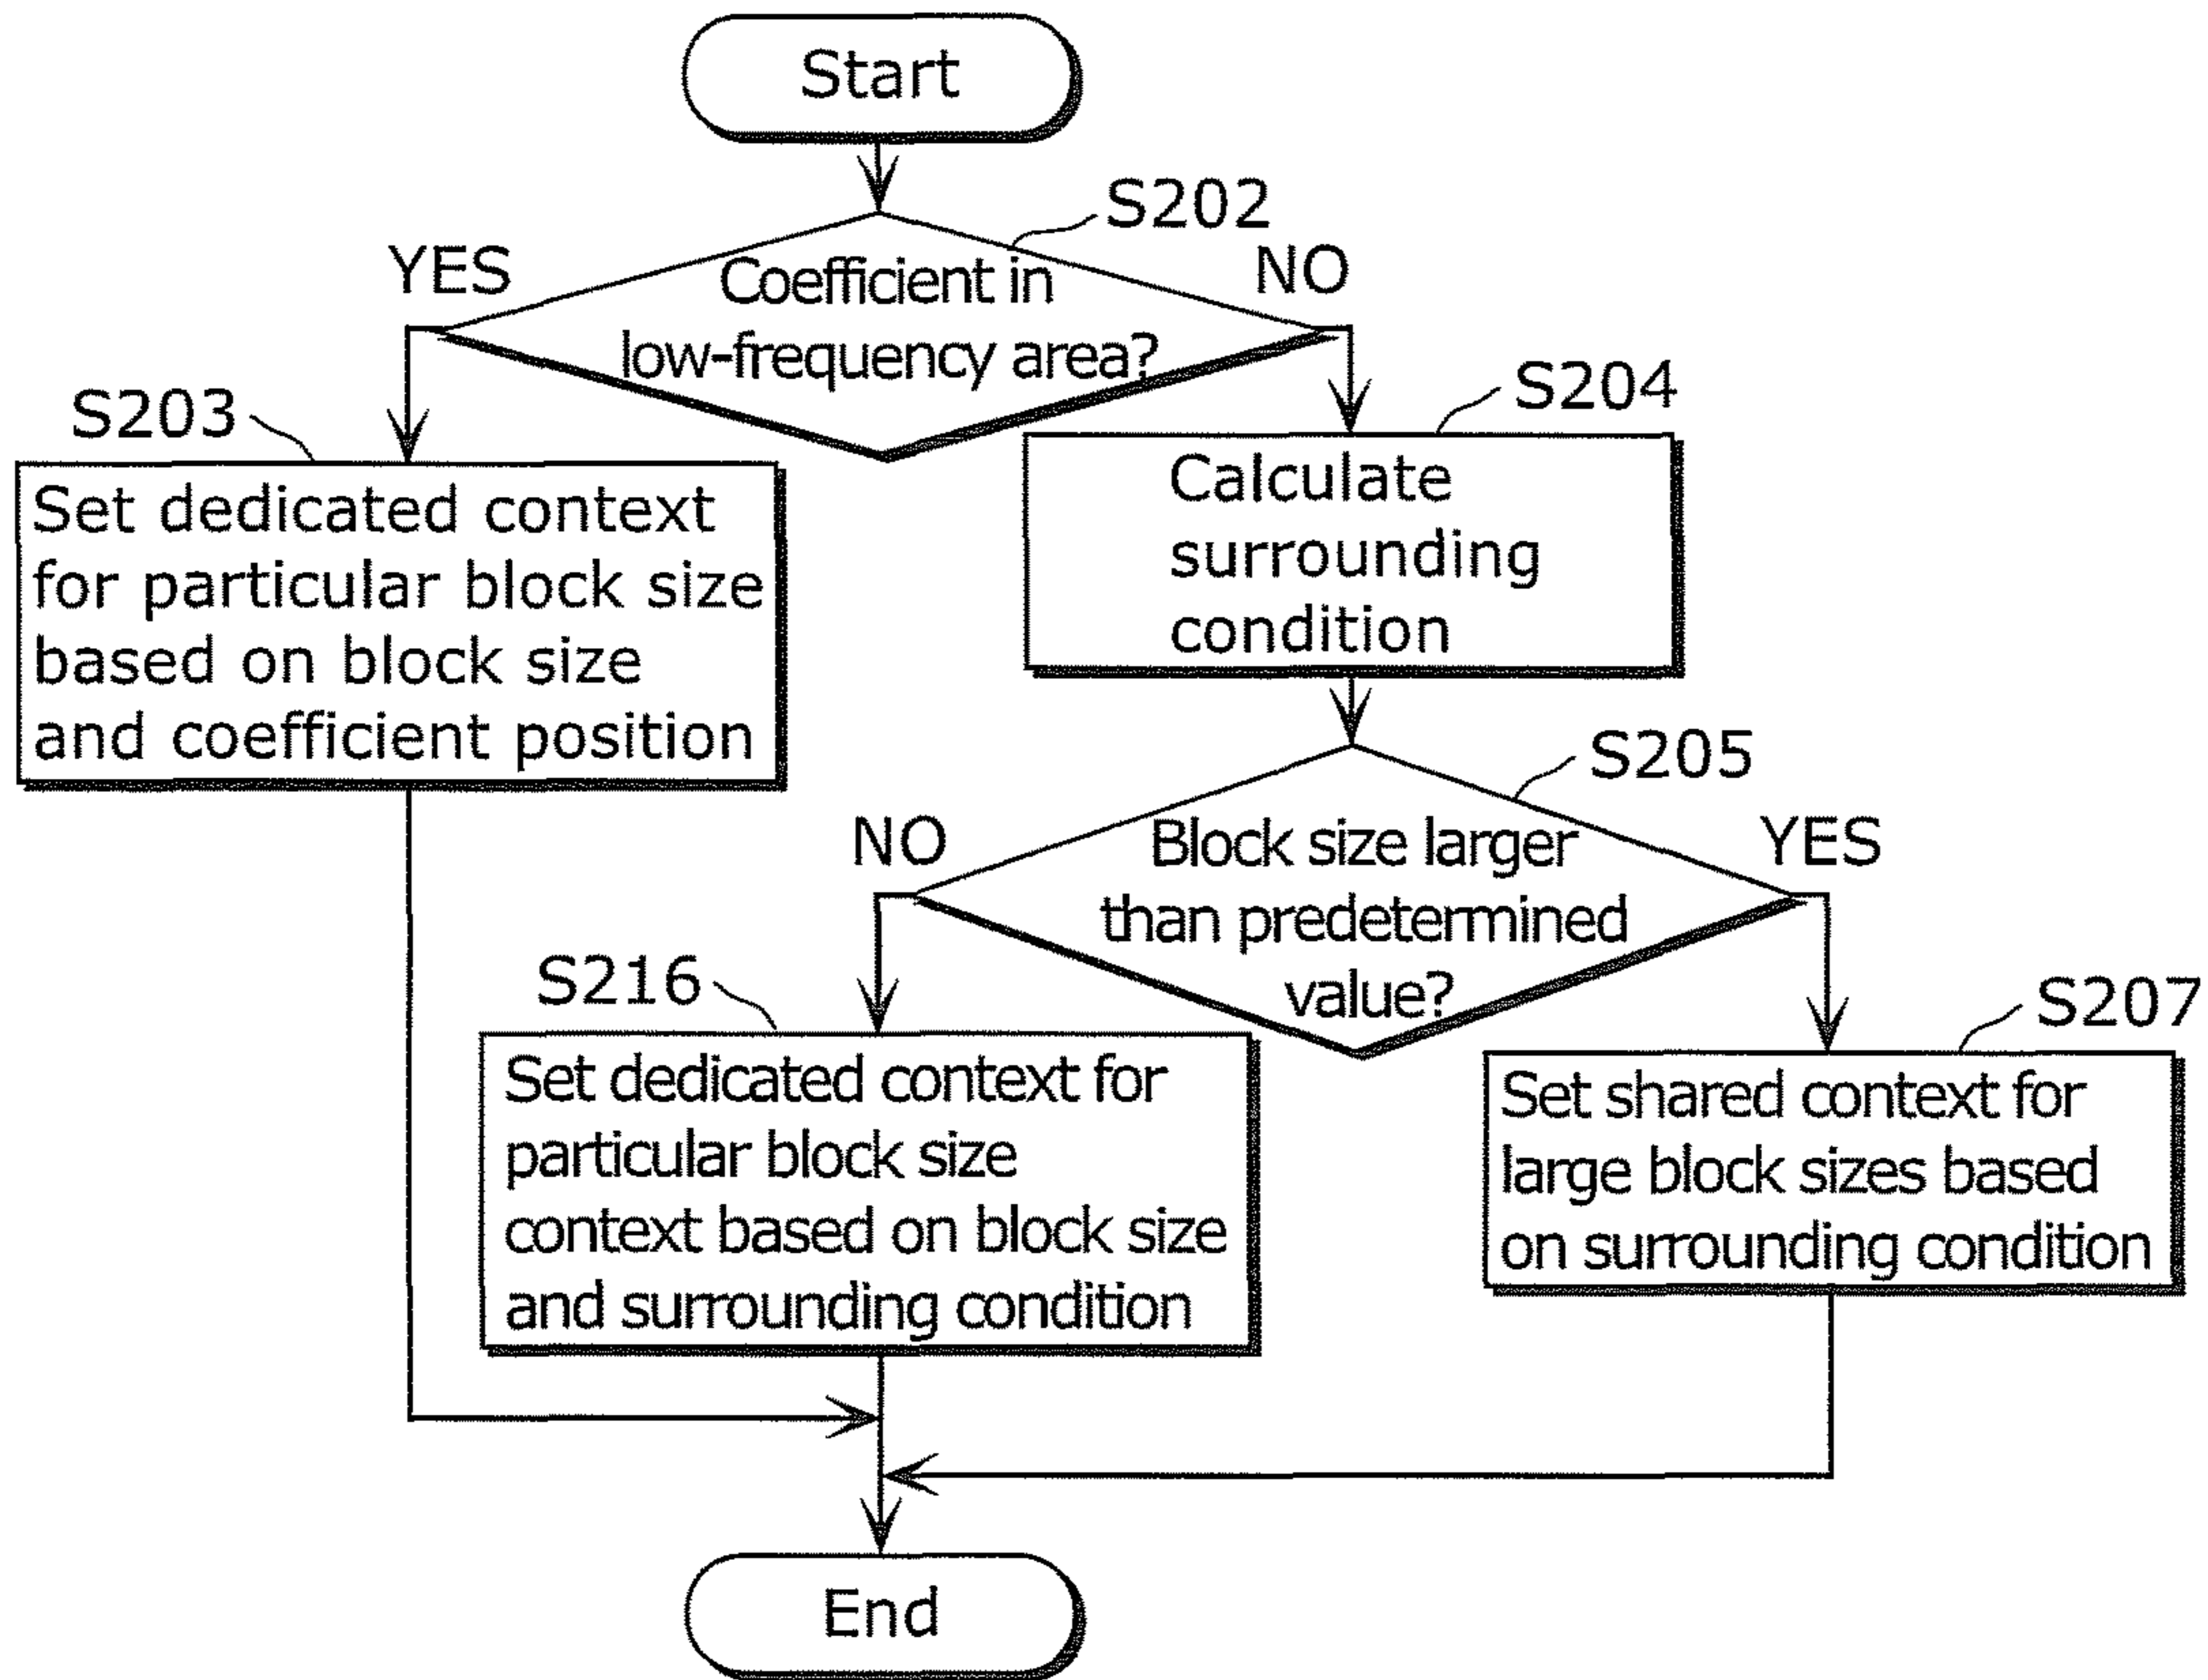 Start
S202
YES
NO
Coefficient in
low-frequency area?
S203
S204
Set dedicated context
for particular block size
based on block size
and coefficient position
Calculate
surrounding
condition
S205
NO
YES
Block size larger
than predetermined
value?
S216
S207
Set dedicated context for
particular block size
context based on block size
and surrounding condition
Set shared context for
large block sizes based
on surrounding condition
End